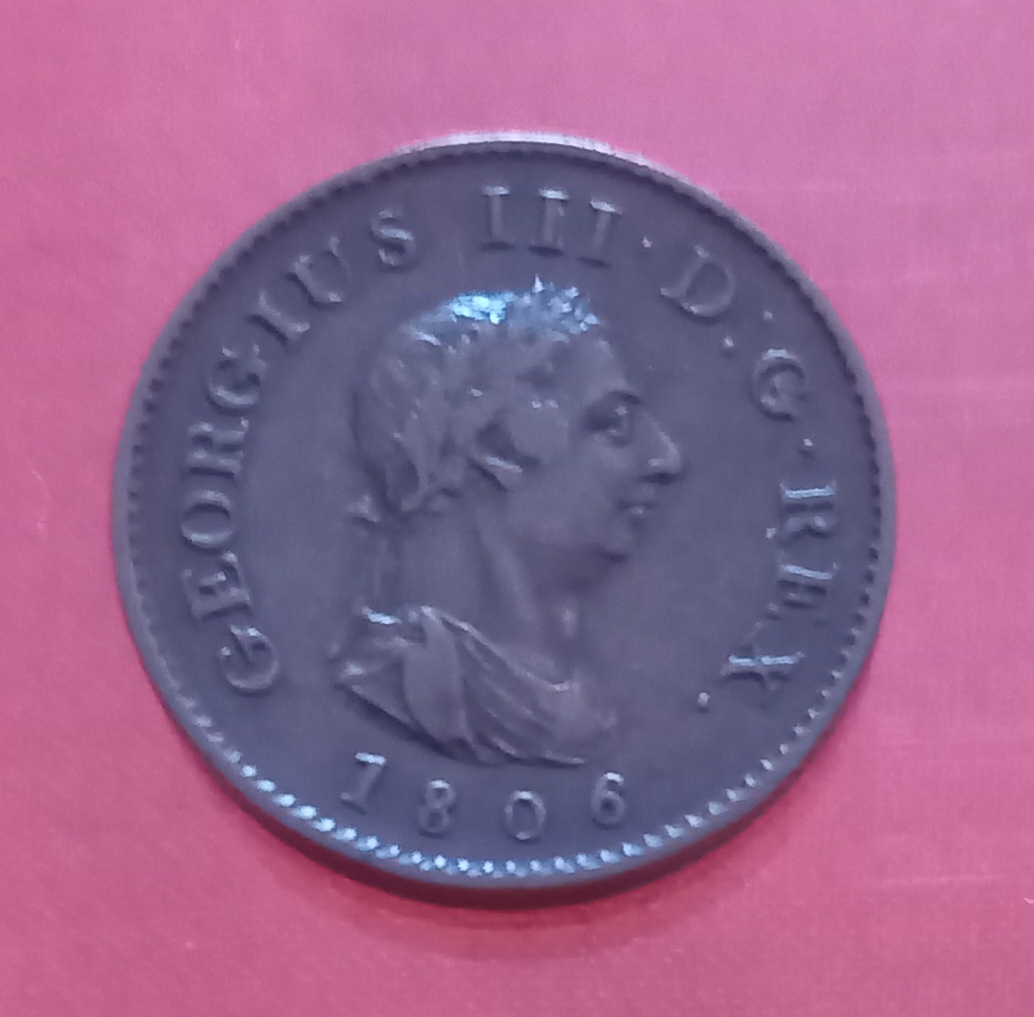 GEORGIUS III · D · G · REX ·
1806